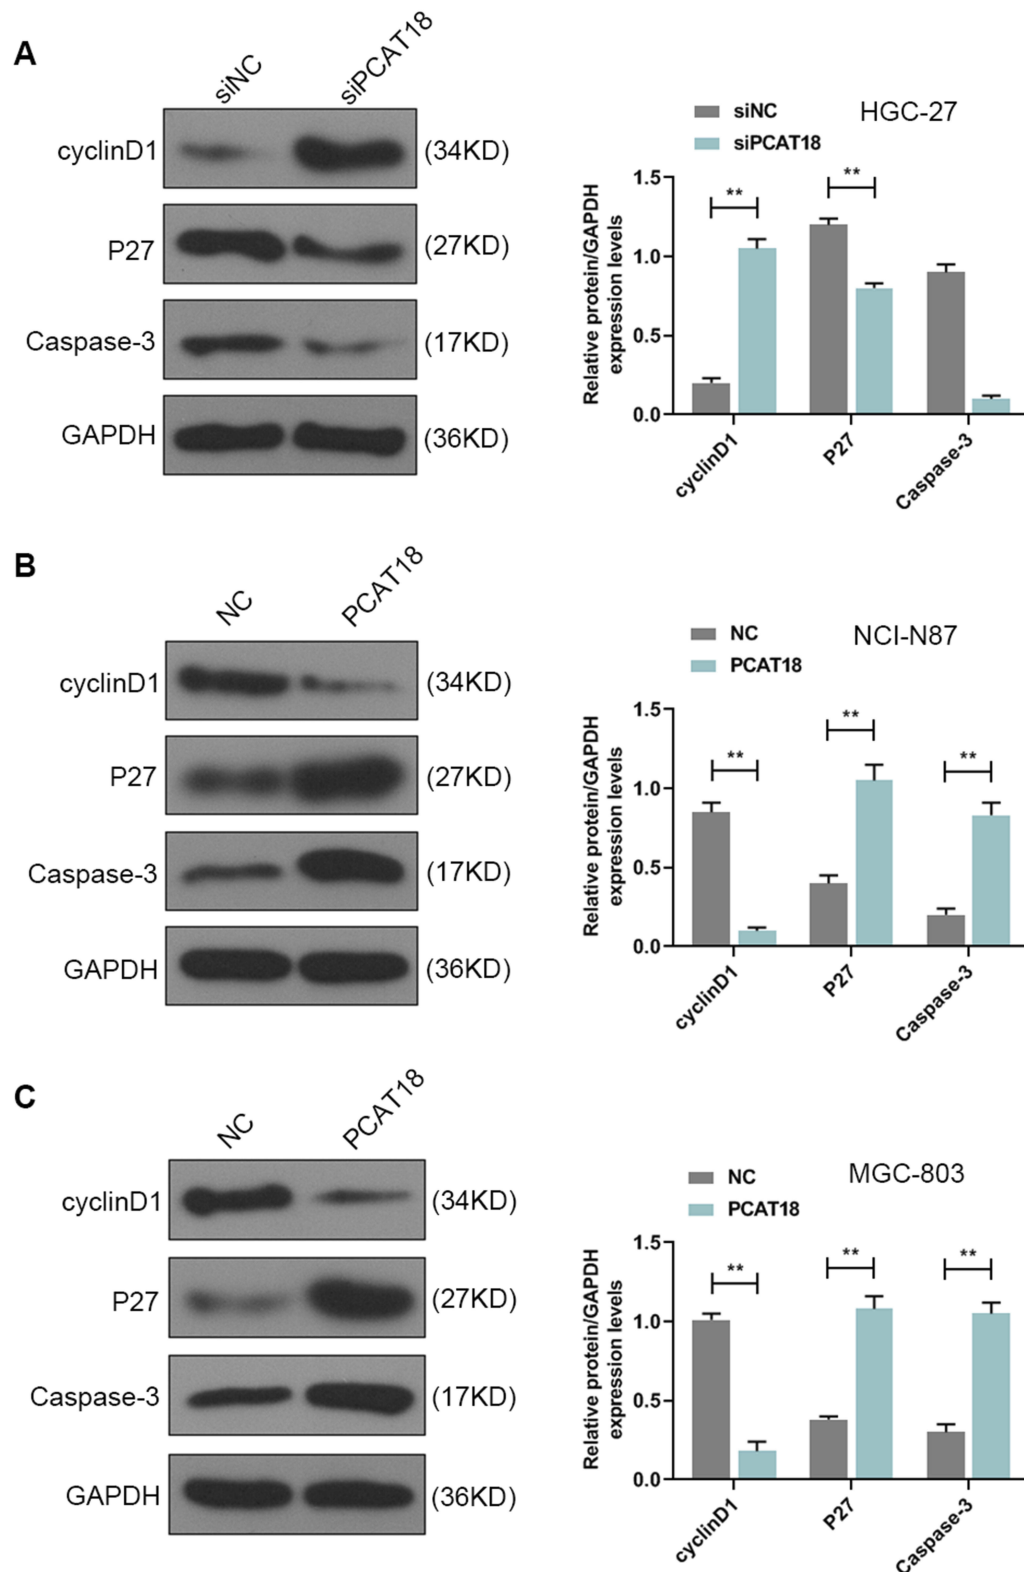 A
siNC
siPCAT18
cyclinD1
(34KD)
P27
(27KD)
Caspase-3
(17KD)
GAPDH
(36KD)
siNC
siPCAT18
HGC-27
Relative protein/GAPDH
expression levels
1.5
1.0
0.5
0.0
**
**
cyclinD1
P27
Caspase-3
B
NC
PCAT18
cyclinD1
(34KD)
P27
(27KD)
Caspase-3
(17KD)
GAPDH
(36KD)
NC
PCAT18
NCI-N87
Relative protein/GAPDH
expression levels
1.5
1.0
0.5
0.0
**
**
**
cyclinD1
P27
Caspase-3
C
NC
PCAT18
cyclinD1
(34KD)
P27
(27KD)
Caspase-3
(17KD)
GAPDH
(36KD)
NC
PCAT18
MGC-803
Relative protein/GAPDH
expression levels
1.5
1.0
0.5
0.0
**
**
**
cyclinD1
P27
Caspase-3